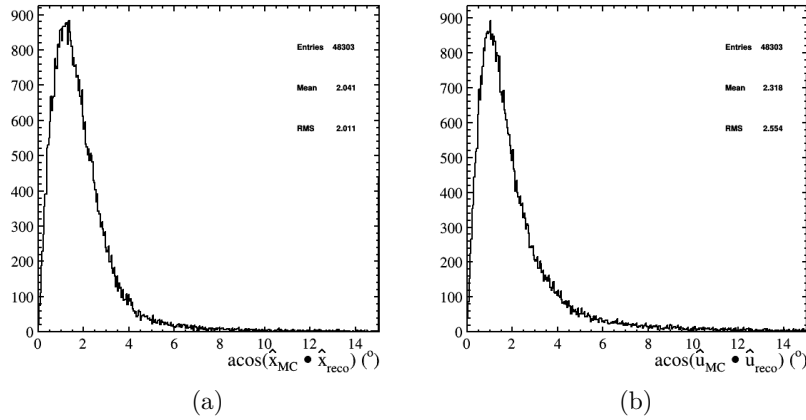 900
800
700
600
500
400
300
200
100
0
Entries 48303
Mean 2.041
RMS 2.011
0 2 4 6 8 10 12 14
acos(x̂MC • x̂reco) (°)
(a)
900
800
700
600
500
400
300
200
100
0
Entries 48303
Mean 2.318
RMS 2.554
0 2 4 6 8 10 12 14
acos(ûMC • ûreco) (°)
(b)